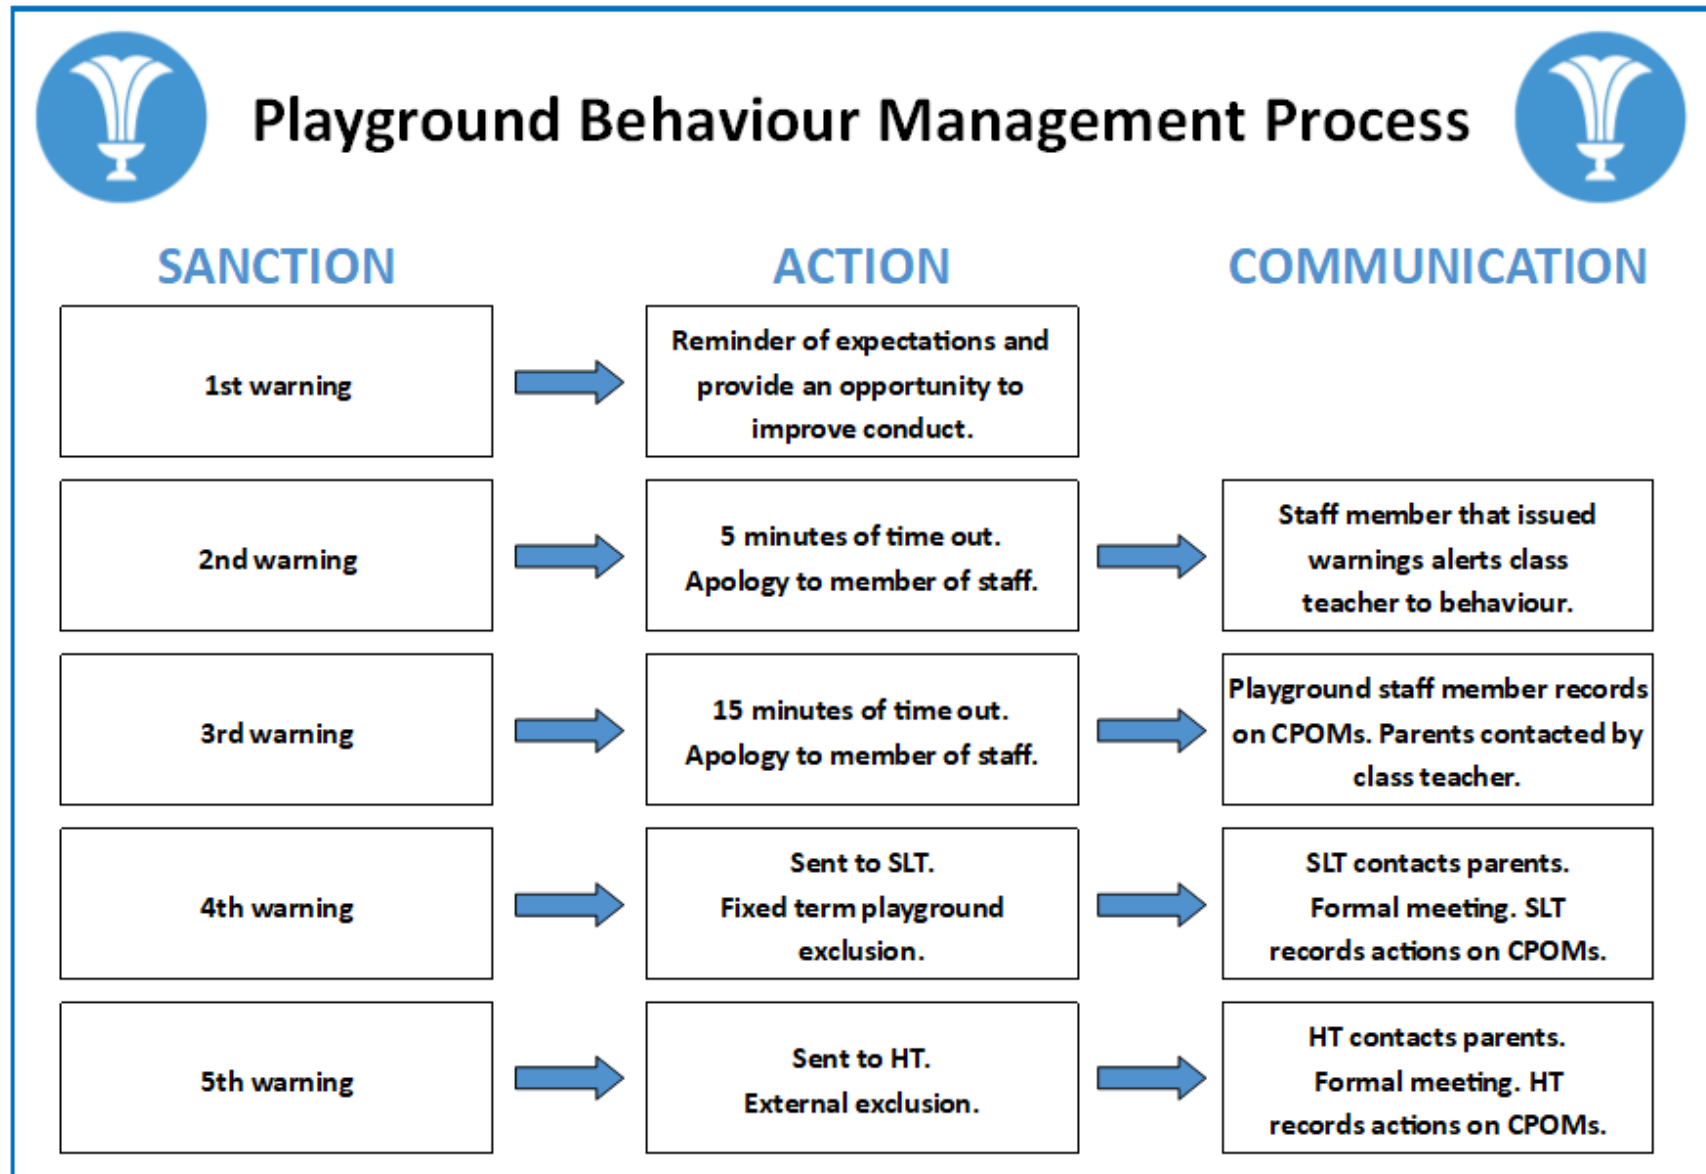 Playground Behaviour Management Process
SANCTION
ACTION
COMMUNICATION
1st warning
Reminder of expectations and
provide an opportunity to
improve conduct.
2nd warning
5 minutes of time out.
Apology to member of staff.
Staff member that issued
warnings alerts class
teacher to behaviour.
3rd warning
15 minutes of time out.
Apology to member of staff.
Playground staff member records
on CPOMs. Parents contacted by
class teacher.
4th warning
Sent to SLT.
Fixed term playground
exclusion.
SLT contacts parents.
Formal meeting. SLT
records actions on CPOMs.
5th warning
Sent to HT.
External exclusion.
HT contacts parents.
Formal meeting. HT
records actions on CPOMs.